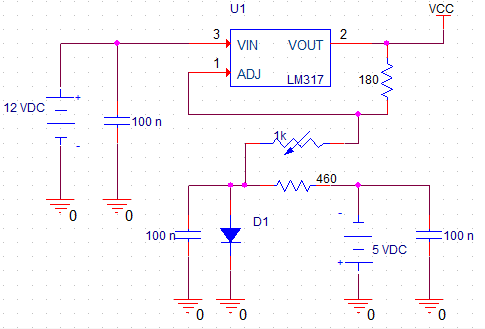 U1
VCC
3
VIN
VOUT
2
1
ADJ
LM317
180
12 VDC
+
-
100 n
1k
0
0
460
100 n
D1
-
+
5 VDC
100 n
0
0
0
0